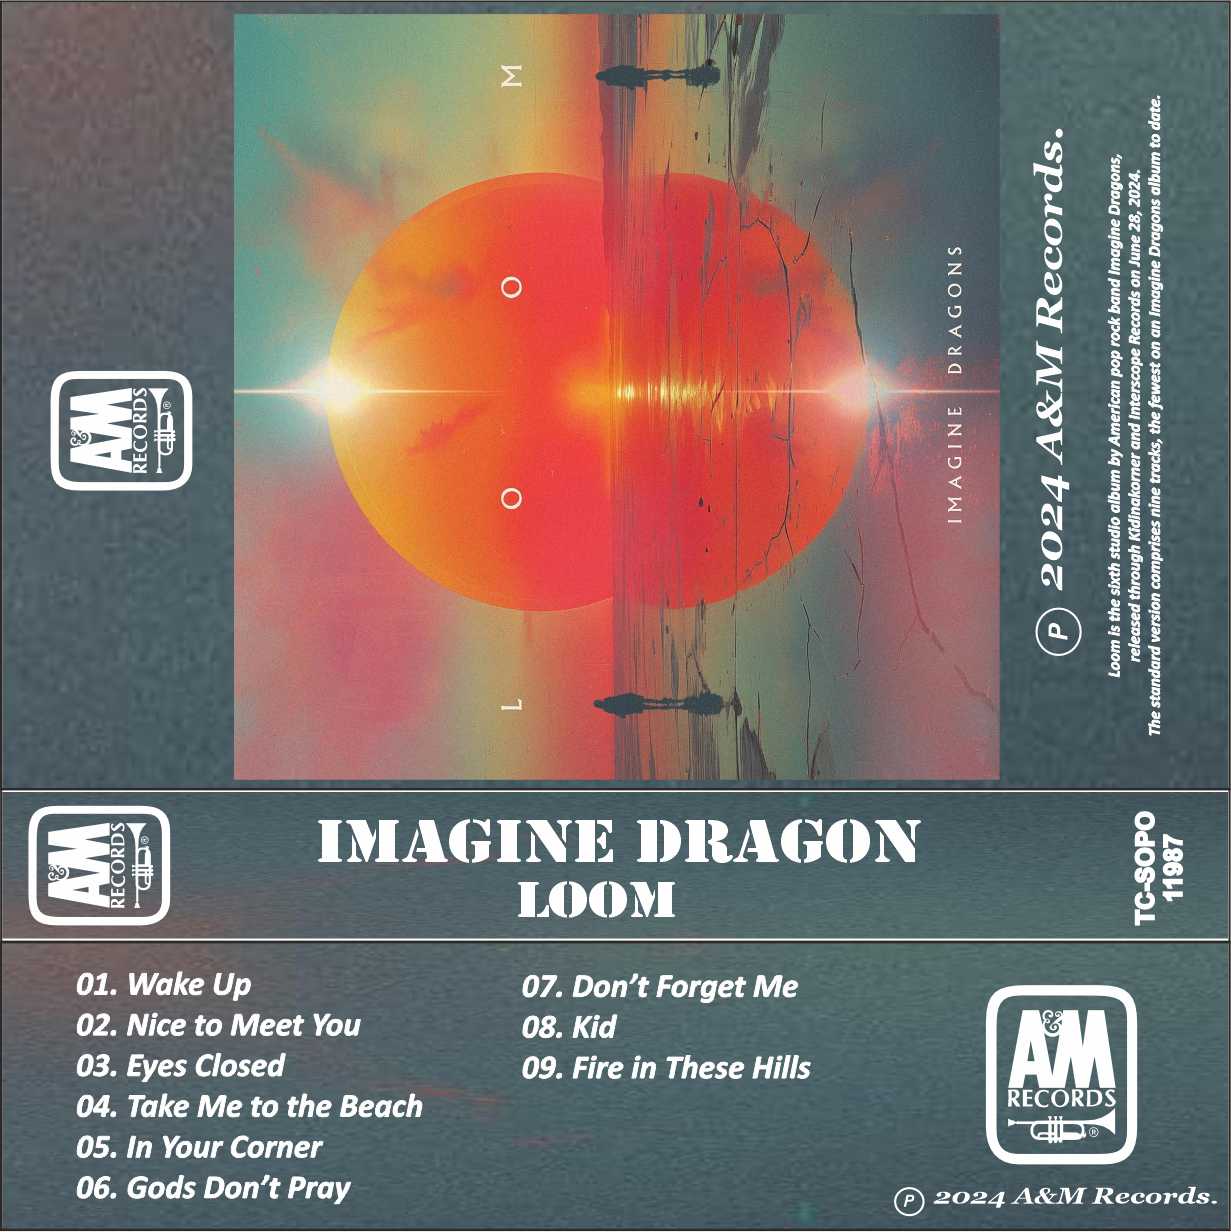 A&M
RECORDS
®
L O O M
IMAGINE DRAGONS
℗ 2024 A&M Records.
Loom is the sixth studio album by American pop rock band Imagine Dragons,
released through Kidinakorner and Interscope Records on June 28, 2024.
The standard version comprises nine tracks, the fewest on an Imagine Dragons album to date.
A&M
RECORDS
®
IMAGINE DRAGON
LOOM
TC-SOPO
11987
01. Wake Up
02. Nice to Meet You
03. Eyes Closed
04. Take Me to the Beach
05. In Your Corner
06. Gods Don’t Pray
07. Don’t Forget Me
08. Kid
09. Fire in These Hills
A&M
RECORDS
®
℗ 2024 A&M Records.